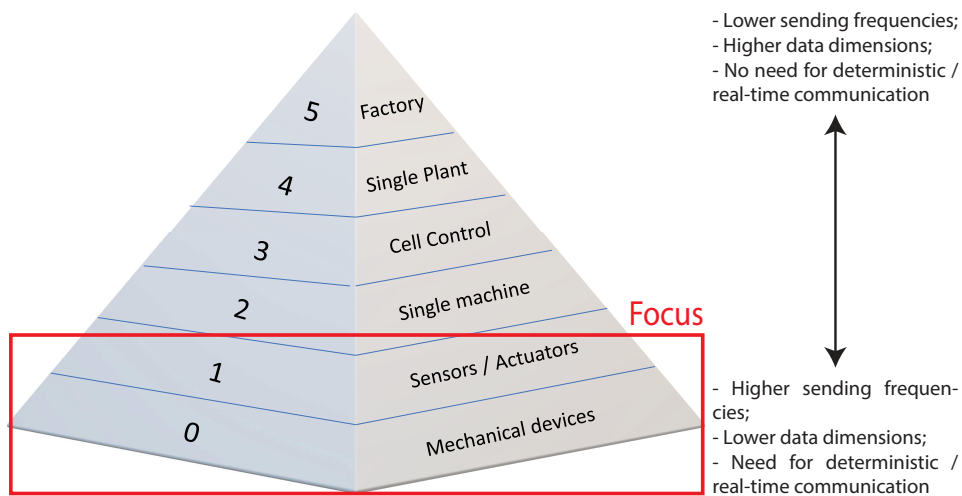 - Lower sending frequencies;
- Higher data dimensions;
- No need for deterministic /
real-time communication
5 Factory
4 Single Plant
3 Cell Control
2 Single machine
Focus
1 Sensors / Actuators
0 Mechanical devices
- Higher sending frequen-
cies;
- Lower data dimensions;
- Need for deterministic /
real-time communication